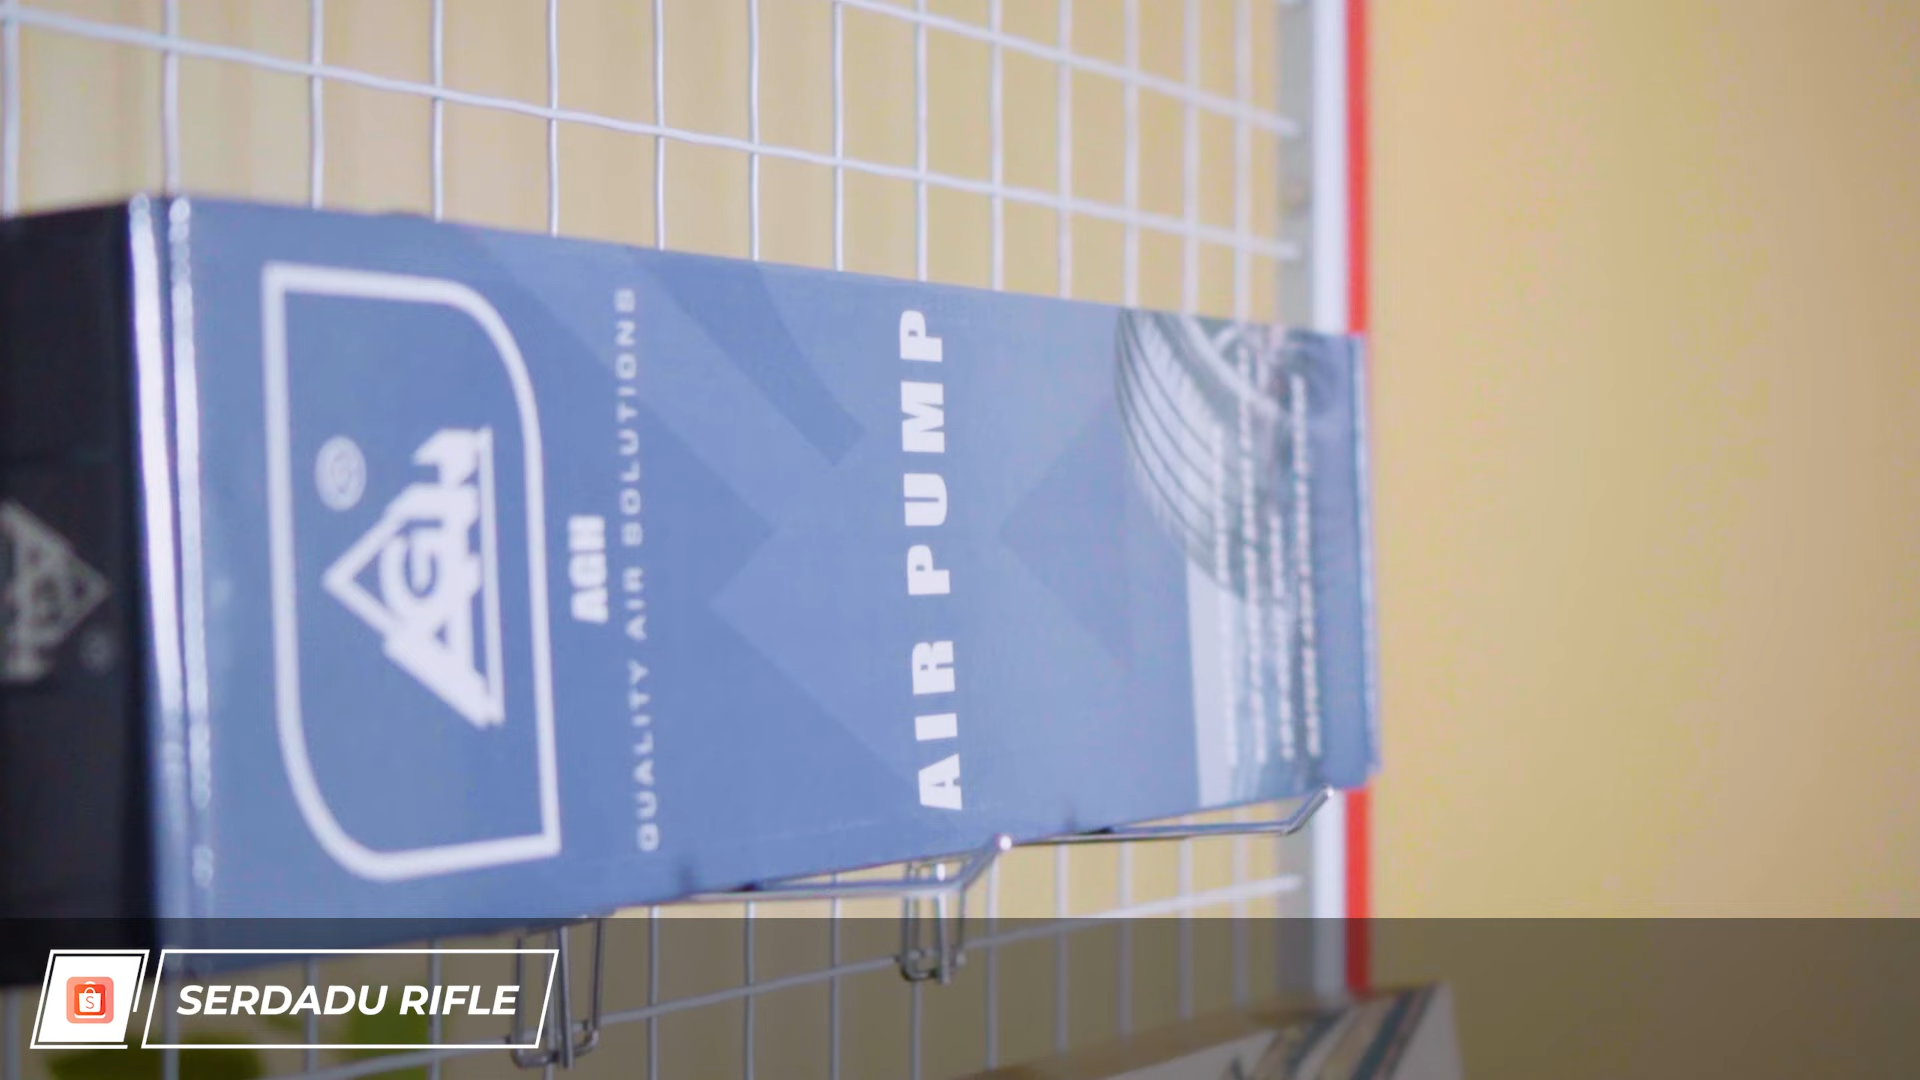 AGH
AGH
QUALITY AIR SOLUTIONS
AIR PUMP
SERDADU RIFLE